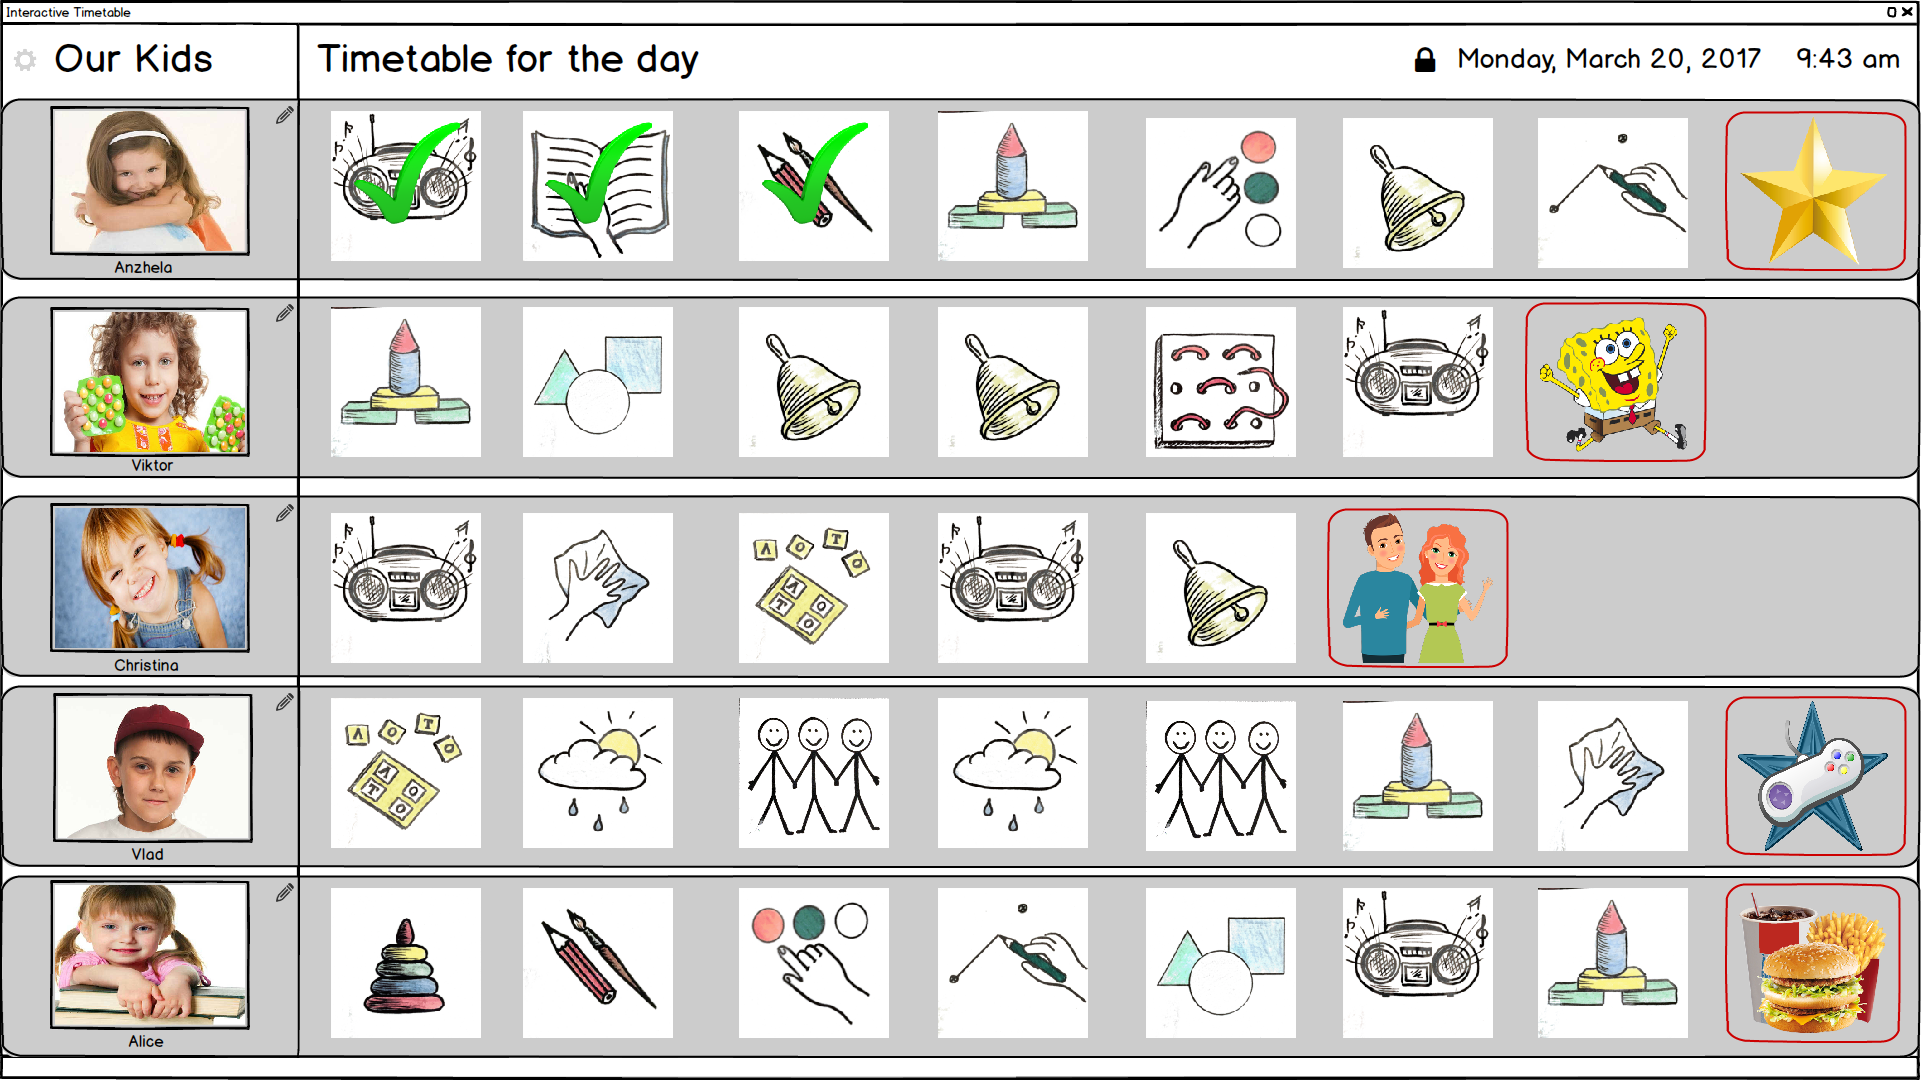 Interactive Timetable
Our Kids
Timetable for the day
Monday, March 20, 2017 9:43 am
Anzhela
Viktor
Christina
Λ O T O
Λ O T O
Vlad
Λ O T O
Λ O T O
Alice